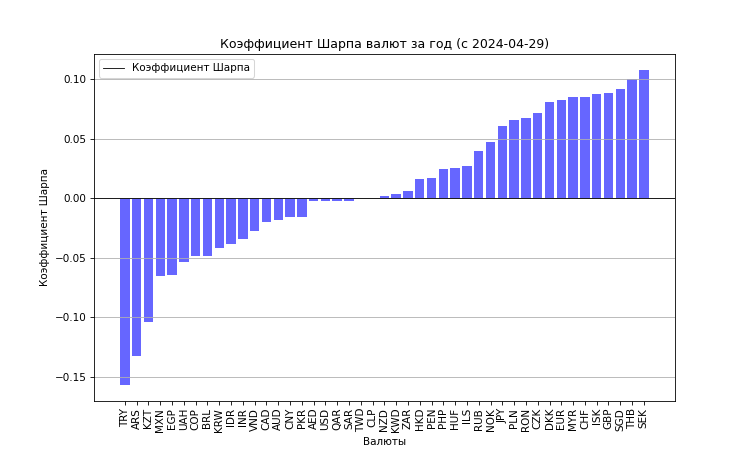 Коэффициент Шарпа валют за год (с 2024-04-29)
Коэффициент Шарпа
0.10
0.05
0.00
−0.05
−0.10
−0.15
Коэффициент Шарпа
TRY ARS KZT MXN EGP UAH COP BRL KRW IDR INR VND CAD AUD CNY PKR AED USD QAR SAR TWD CLP NZD KWD ZAR HKD PEN PHP HUF ILS RUB NOK JPY PLN RON CZK DKK EUR MYR CHF ISK GBP SGD THB SEK
Валюты